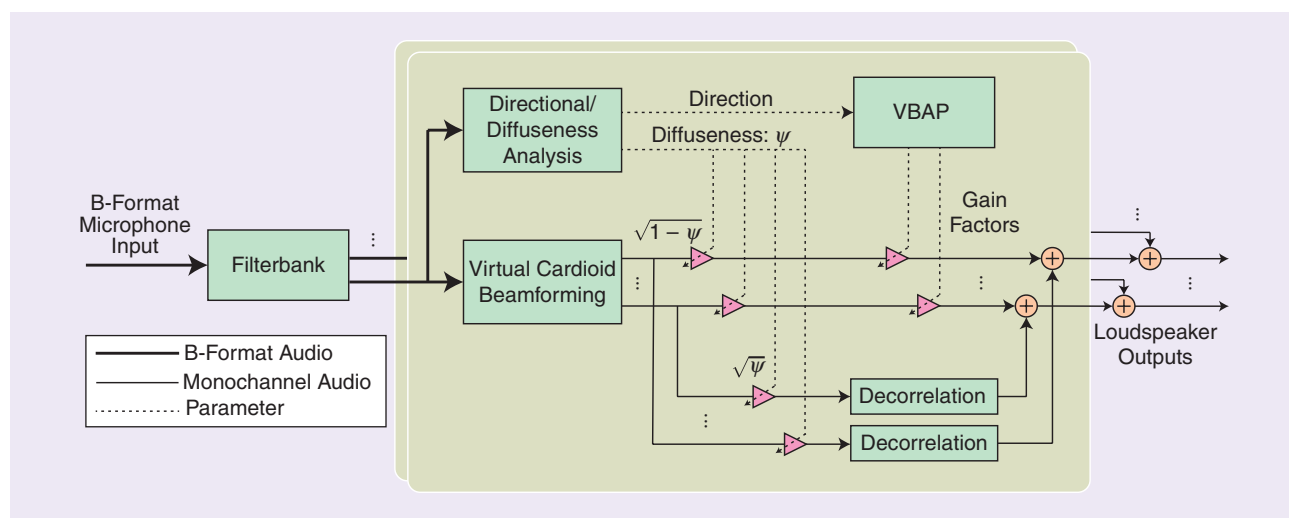 Directional/
Diffuseness
Analysis
Direction
Diffuseness: ψ
VBAP
B-Format
Microphone
Input
Filterbank
⋮
√1 − ψ
Virtual Cardioid
Beamforming
⋮
⋮
Gain
Factors
⋮
+
+
+
+
⋮
⋮
Loudspeaker
Outputs
√ψ
⋮
Decorrelation
Decorrelation
B-Format Audio
Monochannel Audio
Parameter